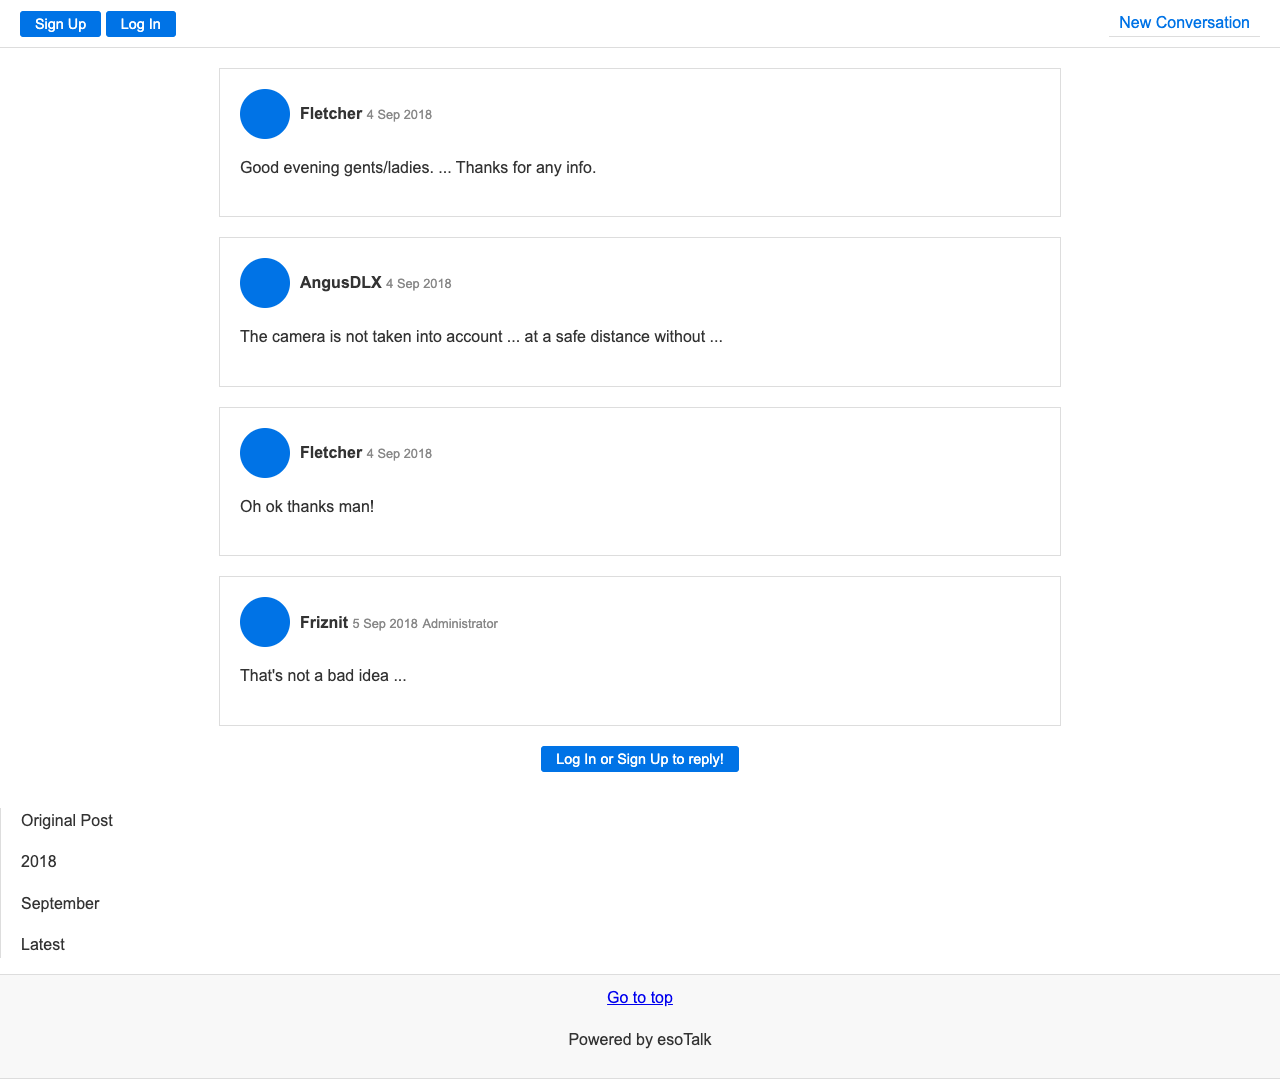 Sign Up Log In New Conversation
Fletcher 4 Sep 2018
Good evening gents/ladies. ... Thanks for any info.
AngusDLX 4 Sep 2018
The camera is not taken into account ... at a safe distance without ...
Fletcher 4 Sep 2018
Oh ok thanks man!
Friznit 5 Sep 2018 Administrator
That's not a bad idea ...
Log In or Sign Up to reply!
Original Post
2018
September
Latest
Go to top
Powered by esoTalk